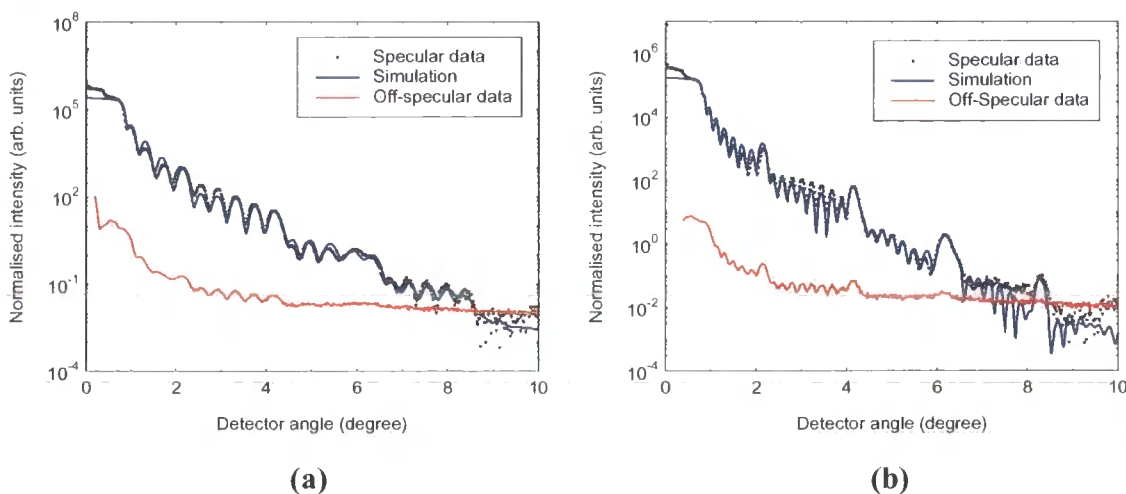 10^8
10^5
10^2
10^-1
10^-4
Normalised intensity (arb. units)
Specular data
Simulation
Off-specular data
0
2
4
6
8
10
Detector angle (degree)
(a)
10^6
10^4
10^2
10^0
10^-2
10^-4
Normalised intensity (arb. units)
Specular data
Simulation
Off-Specular data
0
2
4
6
8
10
Detector angle (degree)
(b)